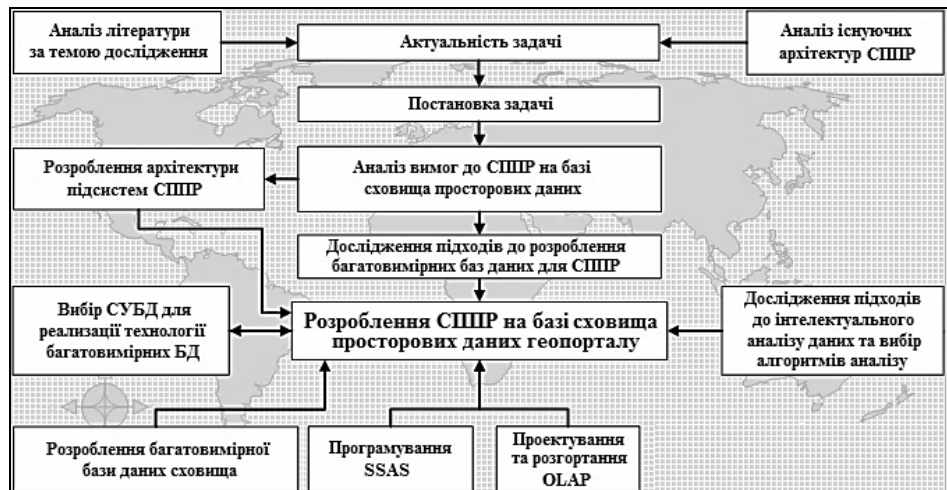 Аналіз літератури
за темою дослідження
Актуальність задачі
Аналіз існуючих
архітектур СППР
Постановка задачі
Розроблення архітектури
підсистем СППР
Аналіз вимог до СППР на базі
сховища просторових даних
Дослідження підходів до розроблення
багатовимірних баз даних для СППР
Вибір СУБД для
реализації технології
багатовимірних БД
Розроблення СППР на базі сховища
просторових даних геопорталу
Дослідження підходів
до інтелектуального
аналізу даних та вибір
алгоритмів аналізу
Розроблення багатовимірної
бази даних сховища
Програмування
SSAS
Проектування
та розгортання
OLAP